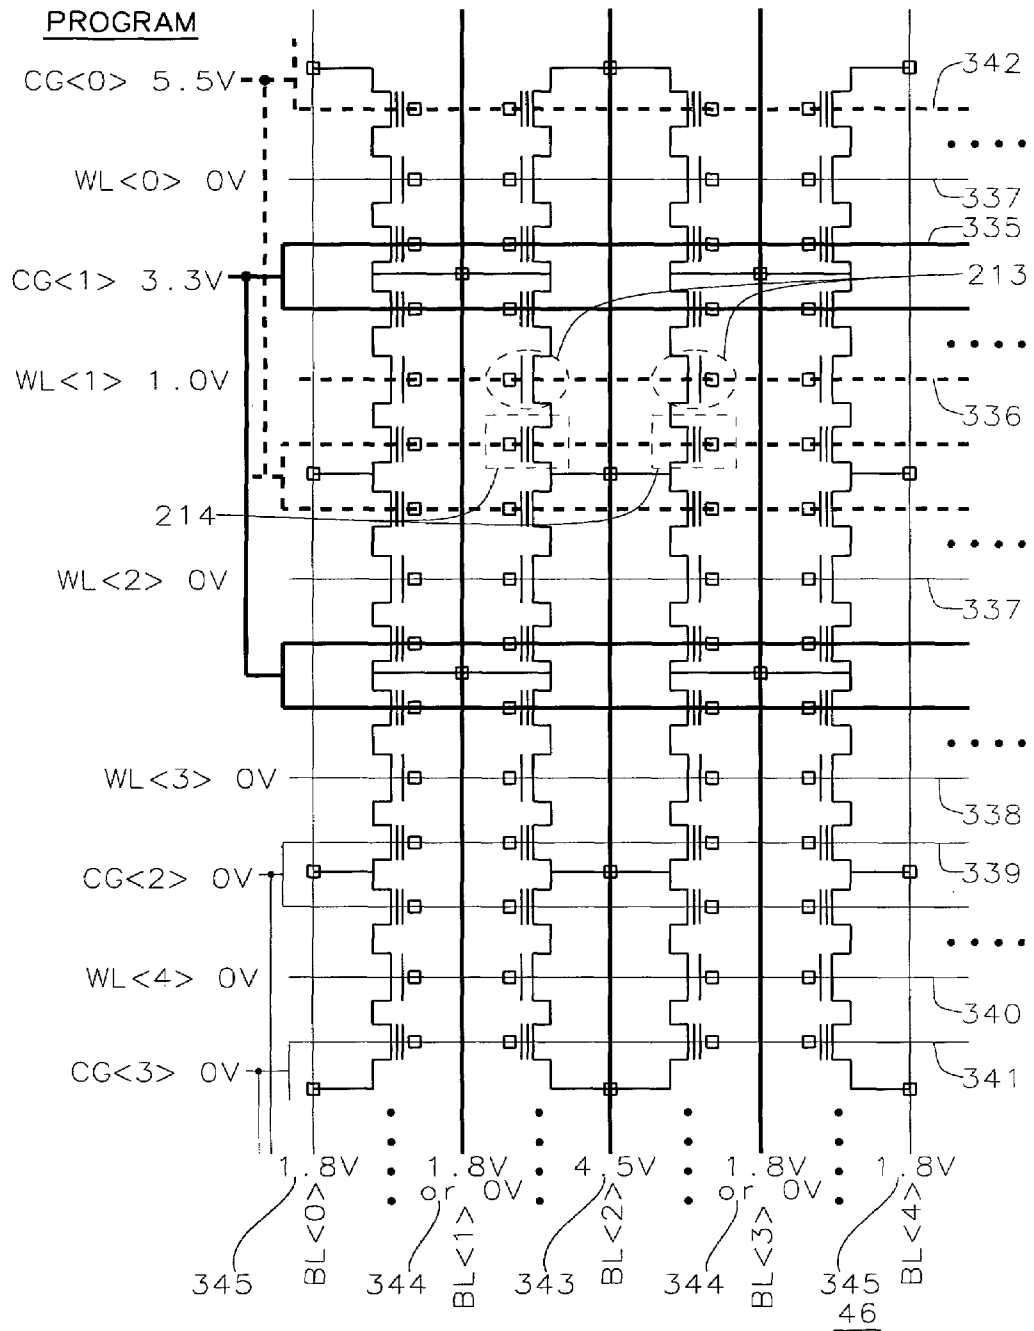 PROGRAM
CG<0> 5.5V
342
WL<0> 0V
337
335
CG<1> 3.3V
213
WL<1> 1.0V
336
214
WL<2> 0V
337
WL<3> 0V
338
CG<2> 0V
339
WL<4> 0V
340
CG<3> 0V
341
1.8V
1.8V
or 0V
4.5V
1.8V
or 0V
1.8V
BL<0>
BL<1>
BL<2>
BL<3>
BL<4>
345
344
343
344
345
46